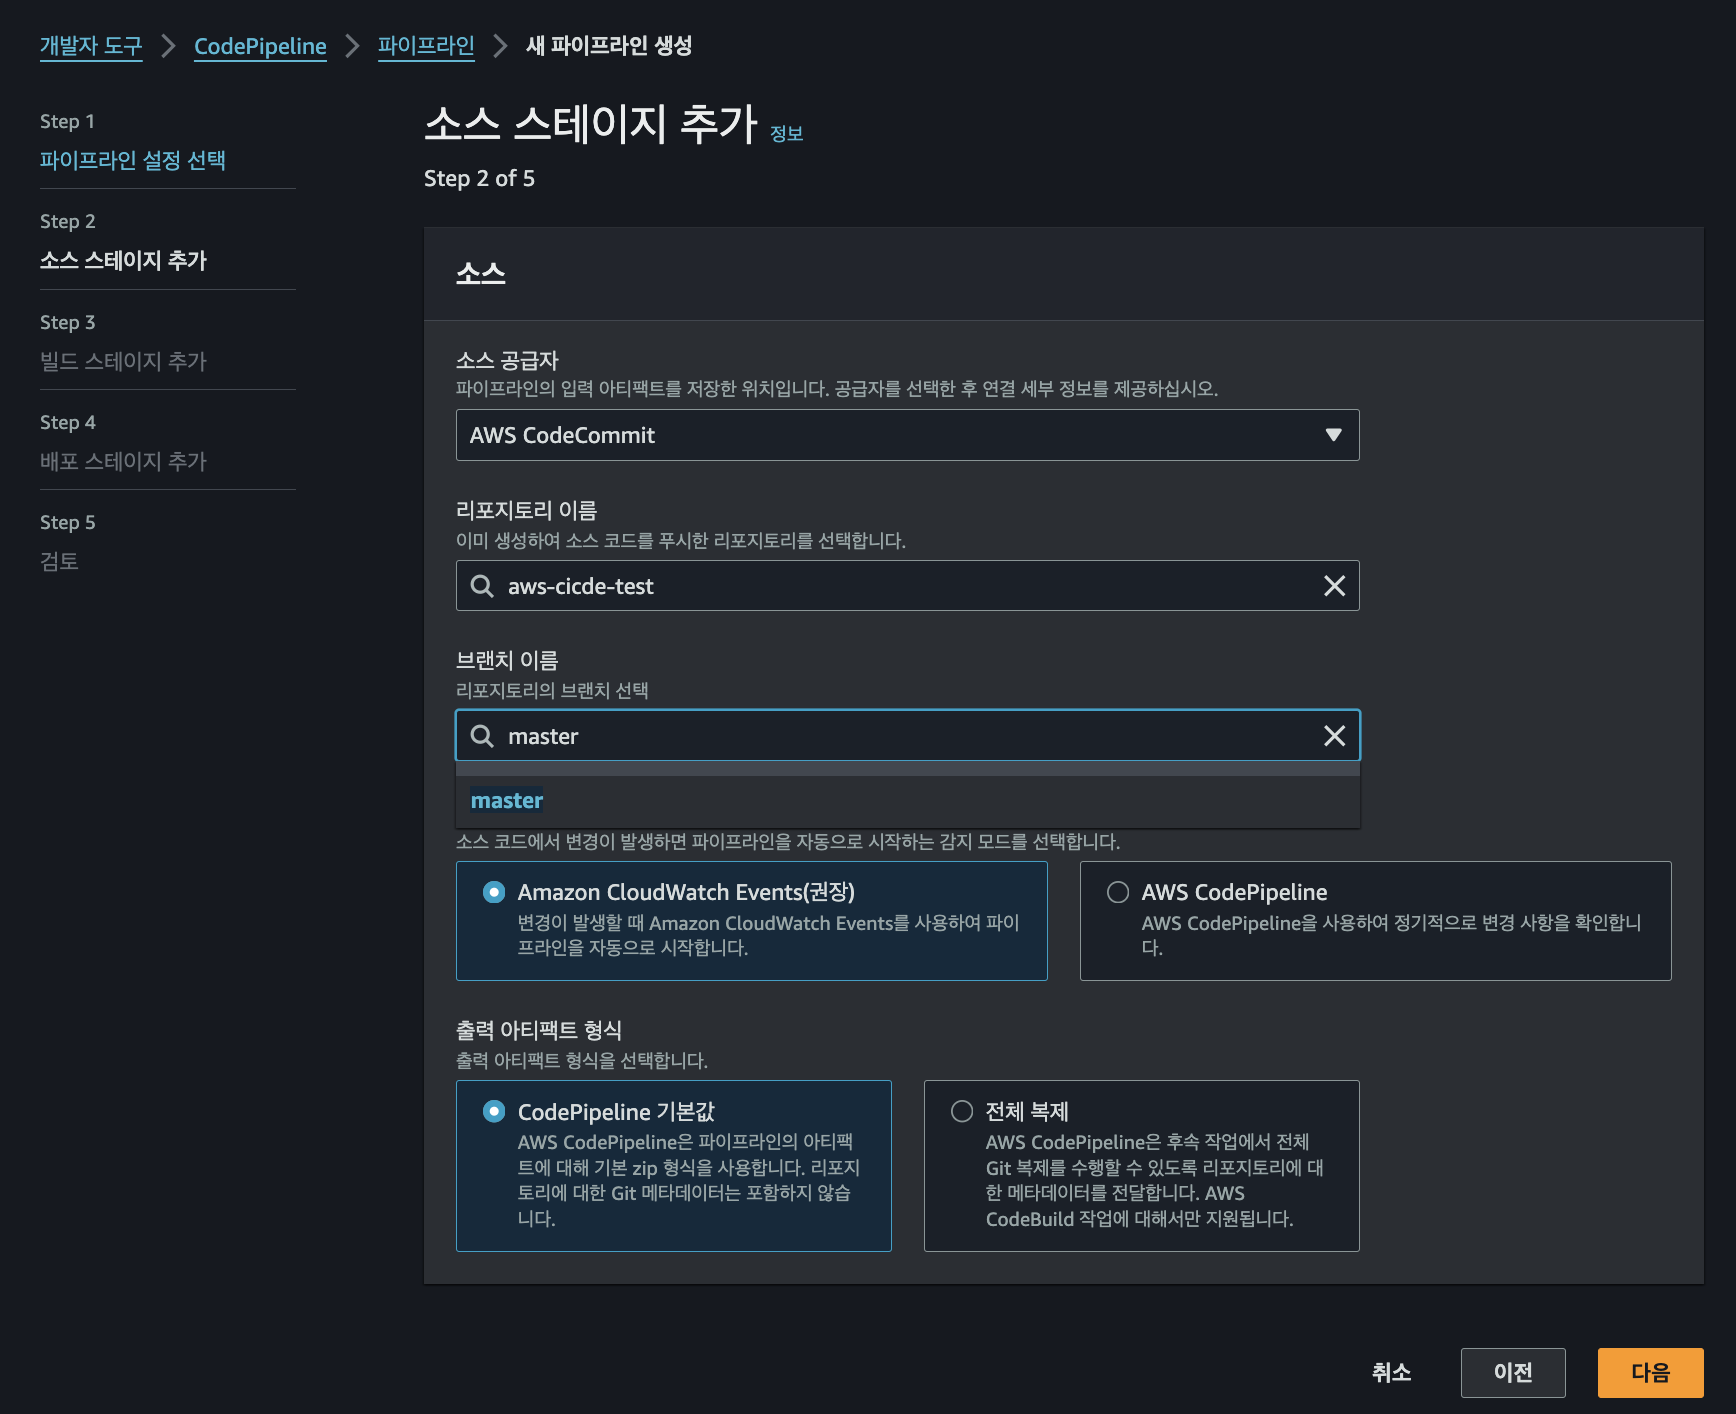 개발자 도구 > CodePipeline > 파이프라인 > 새 파이프라인 생성
Step 1
파이프라인 설정 선택
Step 2
소스 스테이지 추가
Step 3
빌드 스테이지 추가
Step 4
배포 스테이지 추가
Step 5
검토
소스 스테이지 추가 정보
Step 2 of 5
소스
소스 공급자
파이프라인의 입력 아티팩트를 저장한 위치입니다. 공급자를 선택한 후 연결 세부 정보를 제공하십시오.
AWS CodeCommit
리포지토리 이름
이미 생성하여 소스 코드를 푸시한 리포지토리를 선택합니다.
aws-cicde-test
브랜치 이름
리포지토리의 브랜치 선택
master
master
소스 코드에서 변경이 발생하면 파이프라인을 자동으로 시작하는 감지 모드를 선택합니다.
Amazon CloudWatch Events(권장)
변경이 발생할 때 Amazon CloudWatch Events를 사용하여 파이
프라인을 자동으로 시작합니다.
AWS CodePipeline
AWS CodePipeline을 사용하여 정기적으로 변경 사항을 확인합니
다.
출력 아티팩트 형식
출력 아티팩트 형식을 선택합니다.
CodePipeline 기본값
AWS CodePipeline은 파이프라인의 아티팩
트에 대해 기본 zip 형식을 사용합니다. 리포지
토리에 대한 Git 메타데이터는 포함하지 않습
니다.
전체 복제
AWS CodePipeline은 후속 작업에서 전체
Git 복제를 수행할 수 있도록 리포지토리에 대
한 메타데이터를 전달합니다. AWS
CodeBuild 작업에 대해서만 지원됩니다.
취소
이전
다음